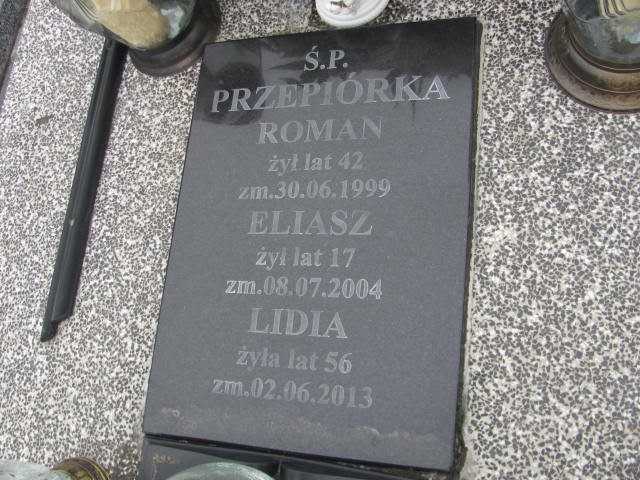 Ś.P.
PRZEPIÓRKA
ROMAN
żył lat 42
zm.30.06.1999
ELIASZ
żył lat 17
zm.08.07.2004
LIDIA
żyła lat 56
zm.02.06.2013